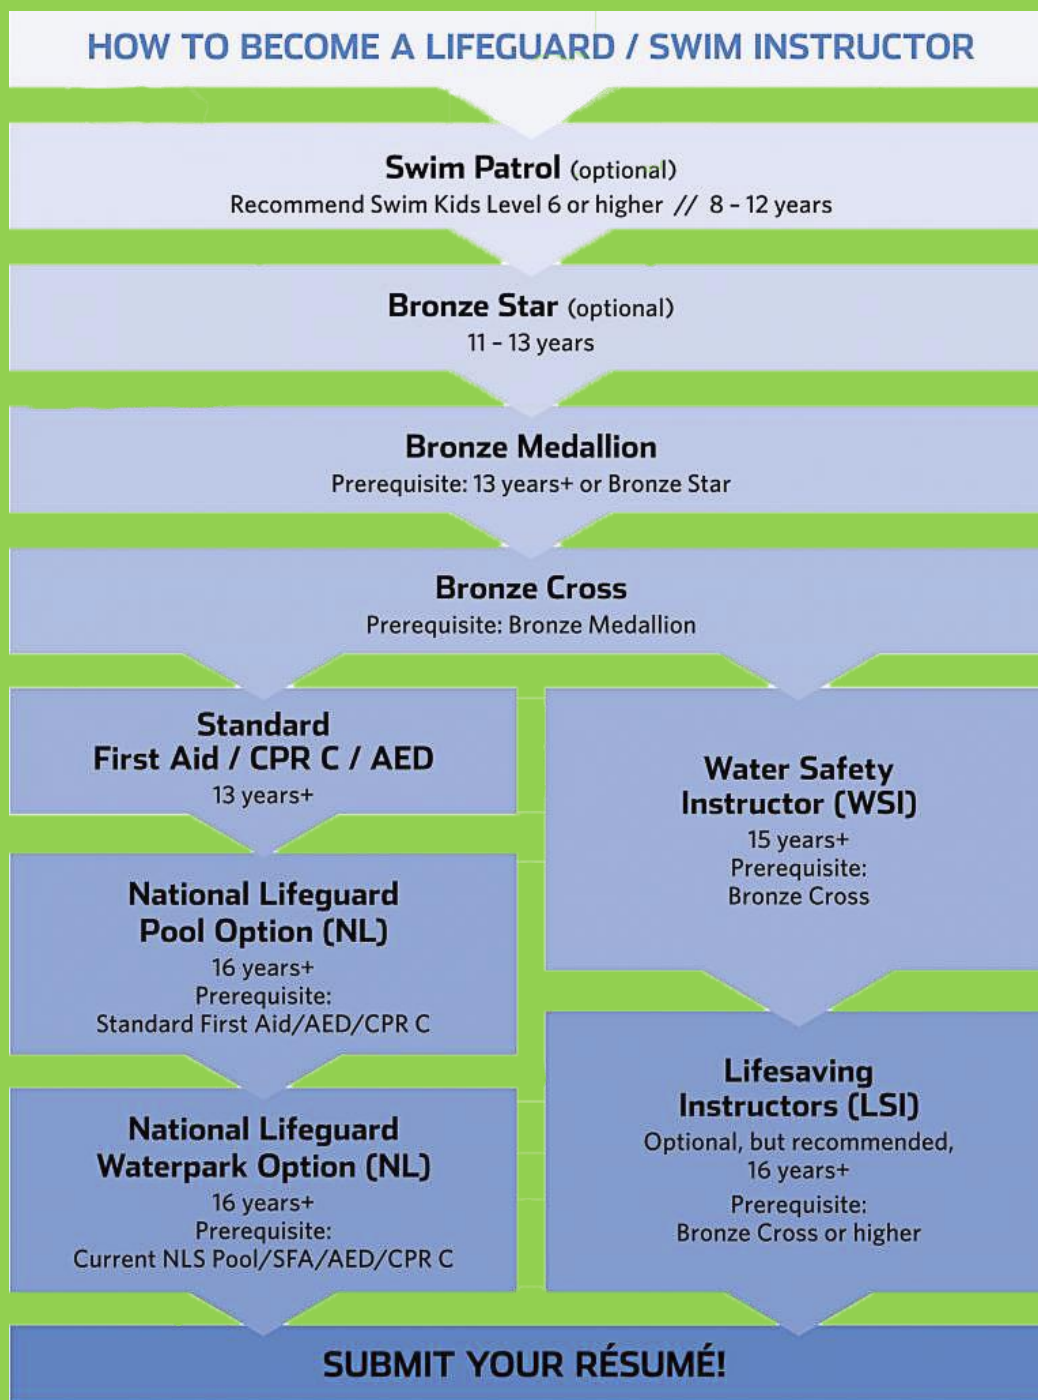 HOW TO BECOME A LIFEGUARD / SWIM INSTRUCTOR
Swim Patrol (optional)
Recommend Swim Kids Level 6 or higher // 8 – 12 years
Bronze Star (optional)
11 – 13 years
Bronze Medallion
Prerequisite: 13 years+ or Bronze Star
Bronze Cross
Prerequisite: Bronze Medallion
Standard
First Aid / CPR C / AED
13 years+
National Lifeguard
Pool Option (NL)
16 years+
Prerequisite:
Standard First Aid/AED/CPR C
National Lifeguard
Waterpark Option (NL)
16 years+
Prerequisite:
Current NLS Pool/SFA/AED/CPR C
Water Safety
Instructor (WSI)
15 years+
Prerequisite:
Bronze Cross
Lifesaving
Instructors (LSI)
Optional, but recommended,
16 years+
Prerequisite:
Bronze Cross or higher
SUBMIT YOUR RÉSUMÉ!